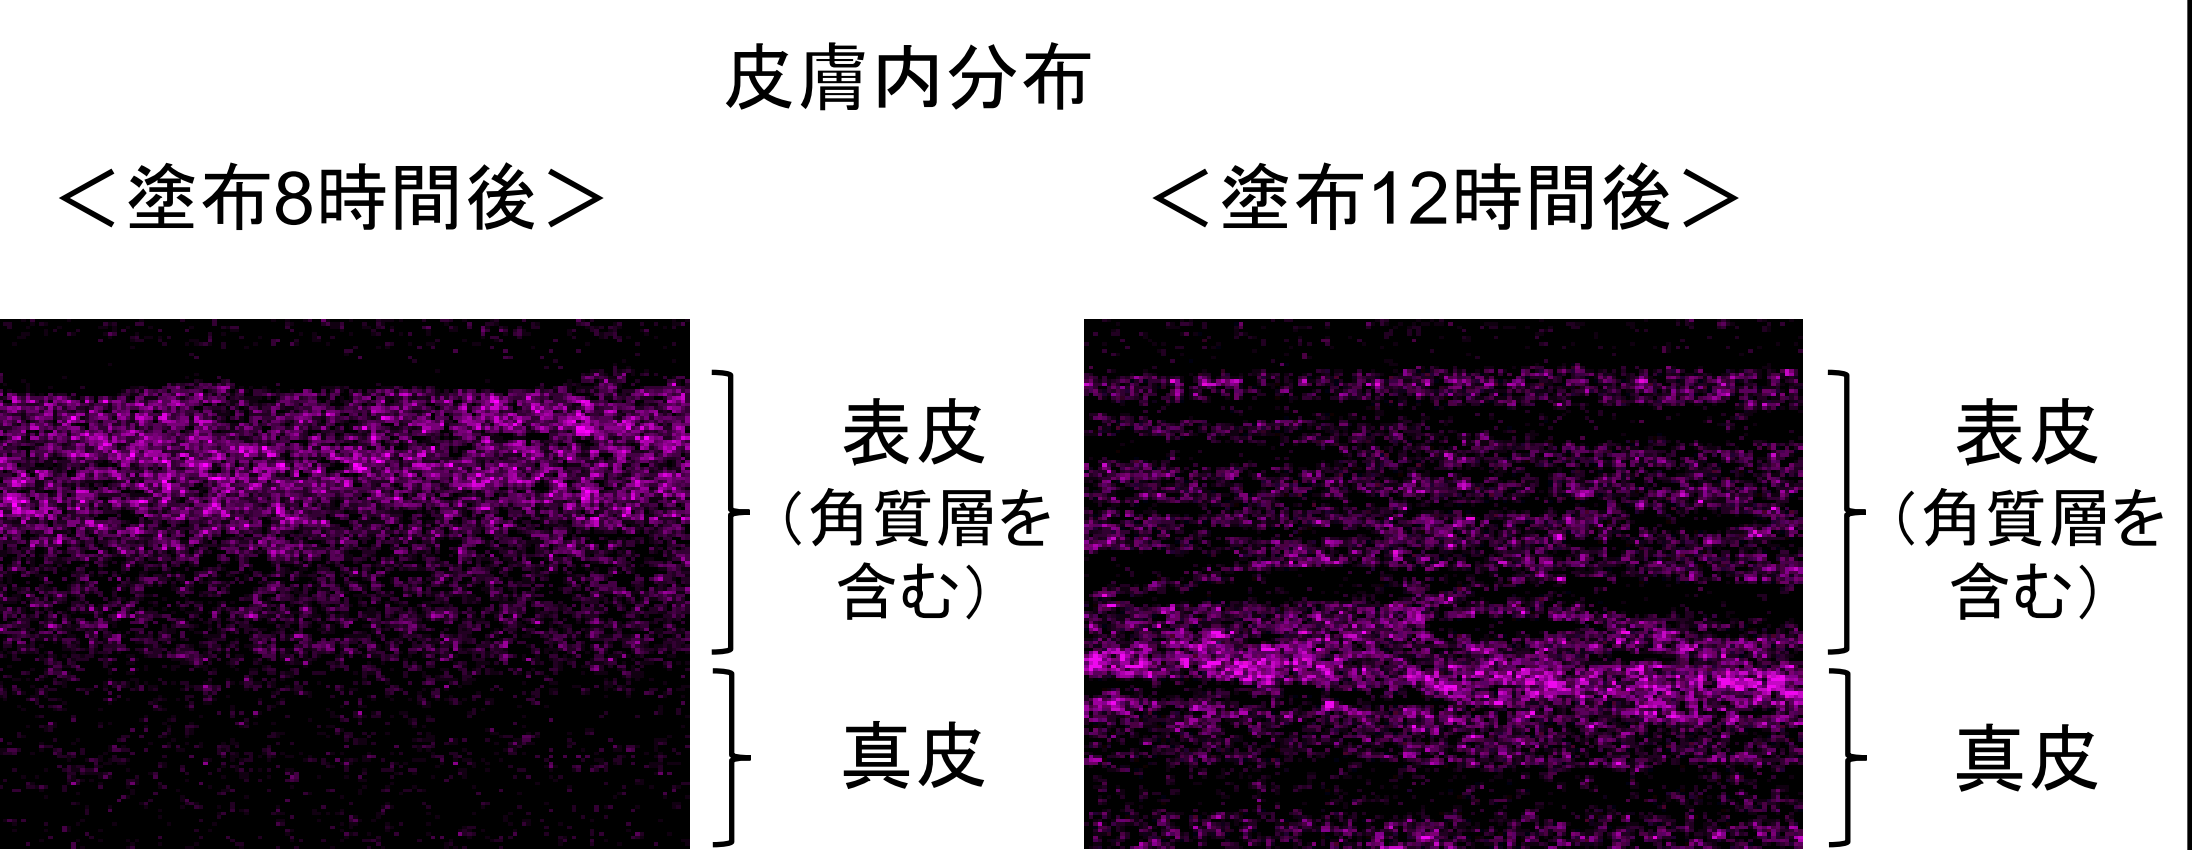 皮膚内分布
＜塗布8時間後＞
表皮
（角質層を
含む）
真皮
＜塗布12時間後＞
表皮
（角質層を
含む）
真皮